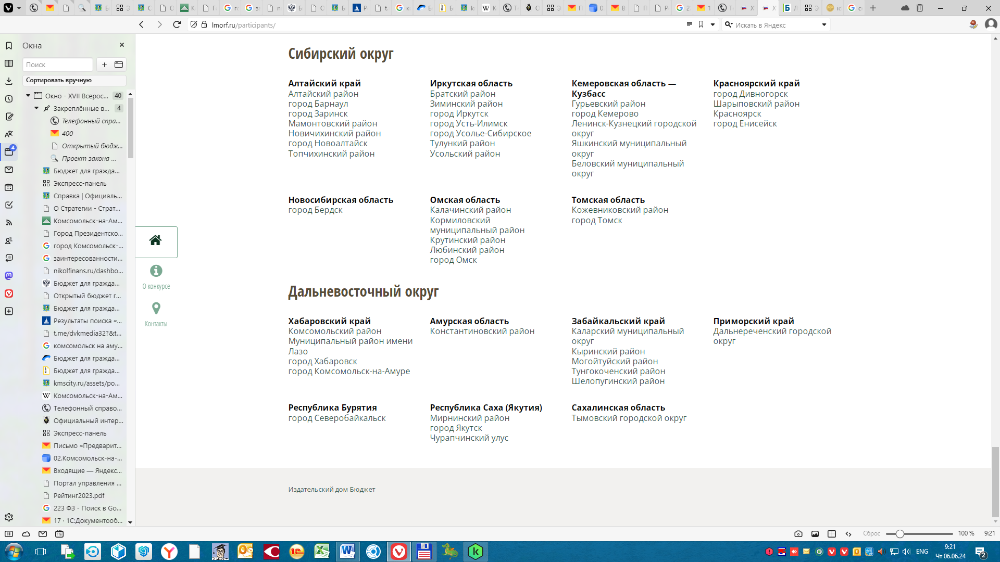 lmorf.ru/participants/
Искать в Яндекс
Окна
Поиск
Сортировать вручную
Окно - XVII Всерос... 40
Закреплённые в... 4
Телефонный спра...
400
Открытый бюдж...
Проект закона ...
Бюджет для гражда...
Экспресс-панель
Справка | Официаль...
О Стратегии - Страт...
Комсомольск-на-Ам...
Город Президентско...
город Комсомольск-...
заинтересованности...
nikolfinans.ru/dashbo...
Бюджет для гражда...
Открытый бюджет г...
Бюджет для гражда...
Результаты поиска «...
t.me/dvkmedia32?&t...
комсомольск на аму...
Бюджет для гражда...
Бюджет для гражда...
kmscity.ru/assets/po...
Комсомольск-на-Ам...
Телефонный справо...
Официальный интер...
Экспресс-панель
Письмо «Предварит...
02.Комсомольск-на-...
Входящие — Яндекс...
Портал управления ...
Рейтинг2023.pdf
223 ФЗ - Поиск в Go...
17 · 1С:Документооб...
4
О конкурсе
Контакты
Сибирский округ
Алтайский край
Алтайский район
город Барнаул
город Заринск
Мамонтовский район
Новичихинский район
город Новоалтайск
Топчихинский район
Иркутская область
Братский район
Зиминский район
город Иркутск
город Усть-Илимск
город Усолье-Сибирское
Тулункий район
Усольский район
Кемеровская область —
Кузбасс
Гурьевский район
город Кемерово
Ленинск-Кузнецкий городской
округ
Яшкинский муниципальный
округ
Беловский муниципальный
округ
Красноярский край
город Дивногорск
Шарыповский район
Красноярск
город Енисейск
Новосибирская область
город Бердск
Омская область
Калачинский район
Кормиловский
муниципальный район
Крутинский район
Любинский район
город Омск
Томская область
Кожевниковский район
город Томск
Дальневосточный округ
Хабаровский край
Комсомольский район
Муниципальный район имени
Лазо
город Хабаровск
город Комсомольск-на-Амуре
Амурская область
Константиновский район
Забайкальский край
Каларский муниципальный
округ
Кыринский район
Могойтуйский район
Тунгокоченский район
Шелопугинский район
Приморский край
Дальнереченский городской
округ
Республика Бурятия
город Северобайкальск
Республика Саха (Якутия)
Мирнинский район
город Якутск
Чурапчинский улус
Сахалинская область
Тымовский городской округ
Издательский дом Бюджет
Сброс
100 %
9:21
ENG
9:21
Чт 06.06.24
2